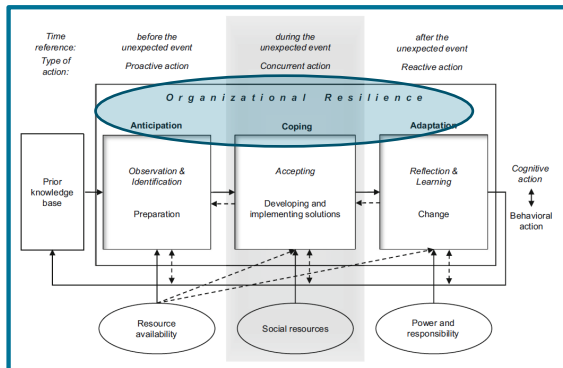 Time reference:
before the unexpected event
during the unexpected event
after the unexpected event
Type of action:
Proactive action
Concurrent action
Reactive action
Organizational Resilience
Anticipation
Coping
Adaptation
Prior knowledge base
Observation & Identification
Preparation
Accepting
Developing and implementing solutions
Reflection & Learning
Change
Cognitive action
Behavioral action
Resource availability
Social resources
Power and responsibility